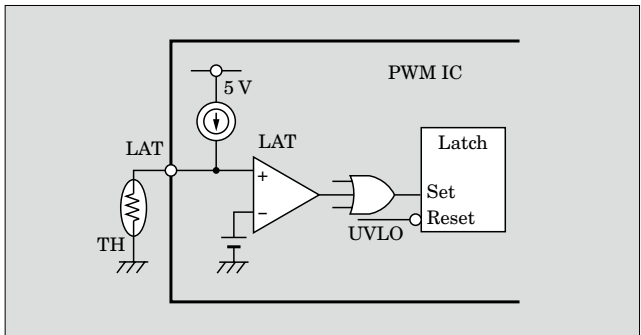 PWM IC
5 V
LAT
LAT
+
−
TH
Latch
Set
Reset
UVLO